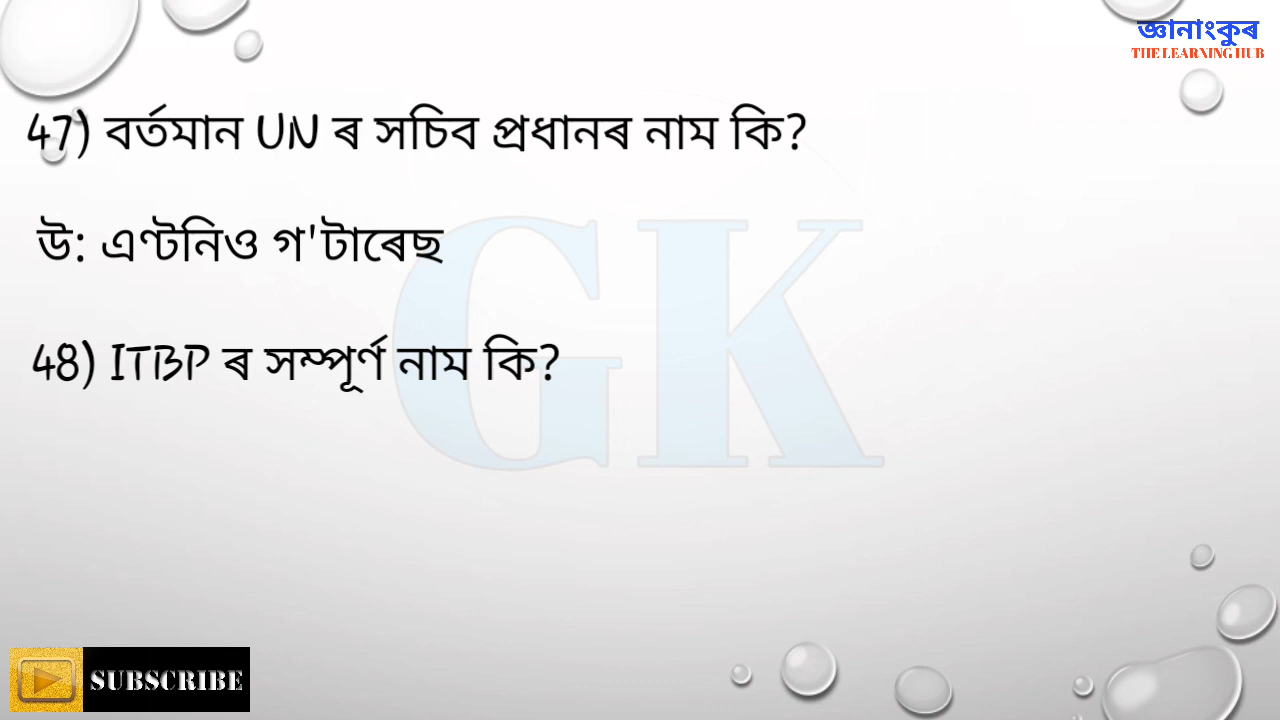 জ্ঞানাংকুৰ
THE LEARNING HUB
47) বৰ্তমান UN ৰ সচিব প্ৰধানৰ নাম কি?
উ: এণ্টনিও গ'টাৰেছ
48) ITBP ৰ সম্পূৰ্ণ নাম কি?
GK
SUBSCRIBE